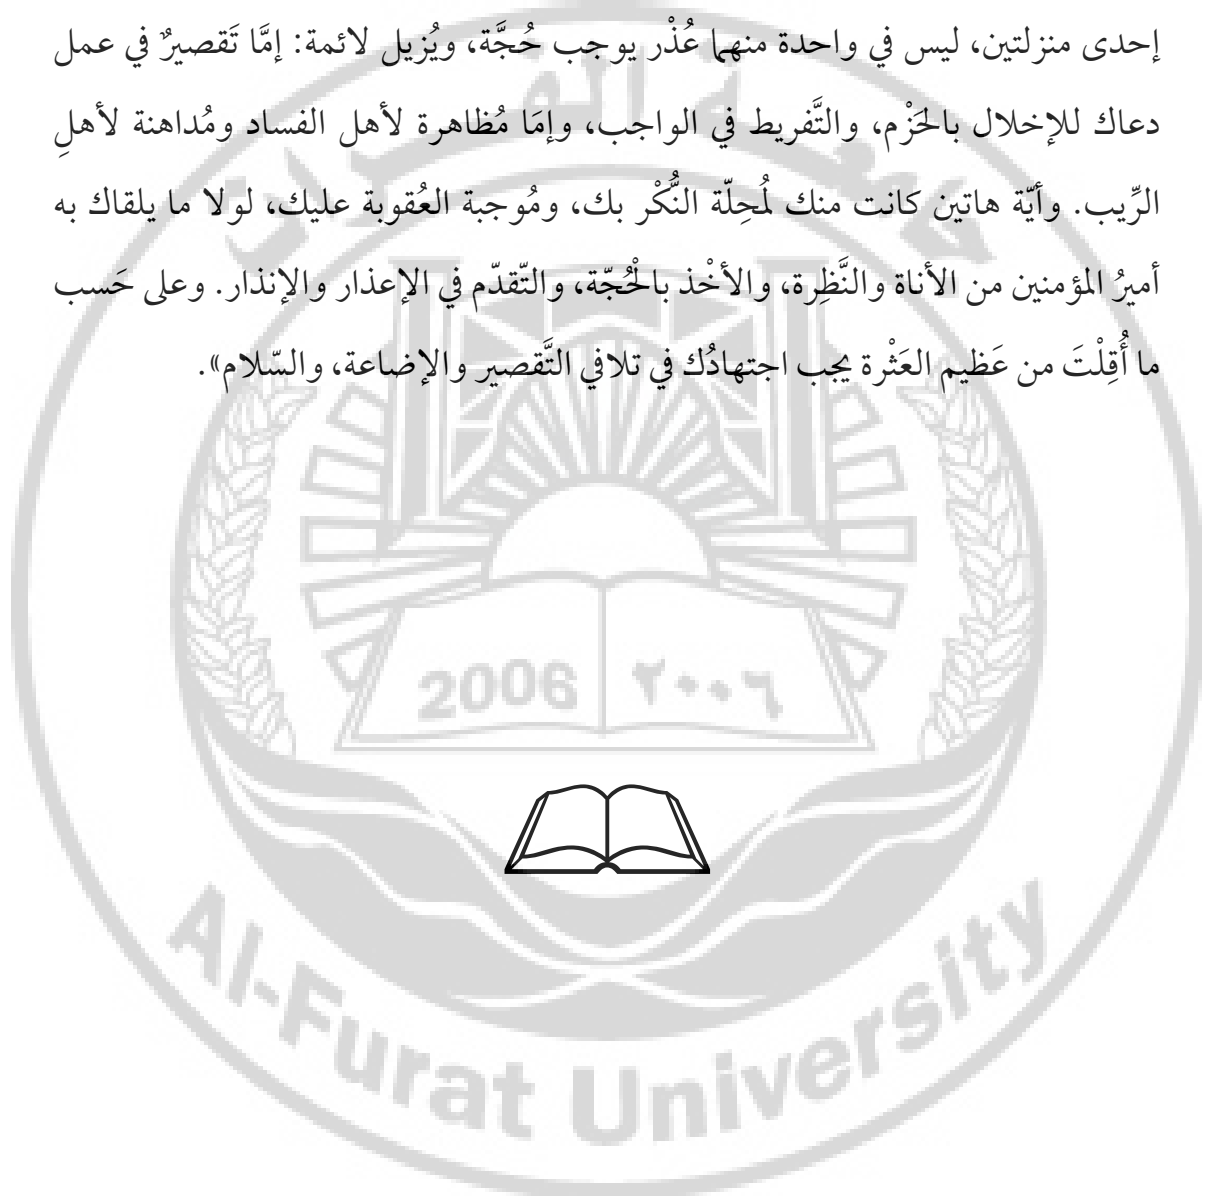 إحدى منزلتين، ليس في واحدة منهما عُذْر يوجب حُجَّة، ويُزيل لائمة: إمَّا تَقصيرٌ في عمل
دعاك للإخلال بالحَزْم، والتَّفريط في الواجب، وإمَا مُظاهرة لأهل الفساد ومُداهنة لأهلِ
الرِّيب. وأيّة هاتين كانت منك لمُحِلّة النُّكْر بك، ومُوجبة العُقوبة عليك، لولا ما يلقاك به
أميرُ المؤمنين من الأناة والنَّظِرة، والأخْذ بالْحُجّة، والتّقدّم في الإعذار والإنذار. وعلى حَسب
ما أُقِلْتَ من عَظيم العَثْرة يجب اجتهادُك في تلافي التَّقصير والإضاعة، والسّلام».
جامعة الفرات
2006 ٢٠٠٦
Al-Furat University